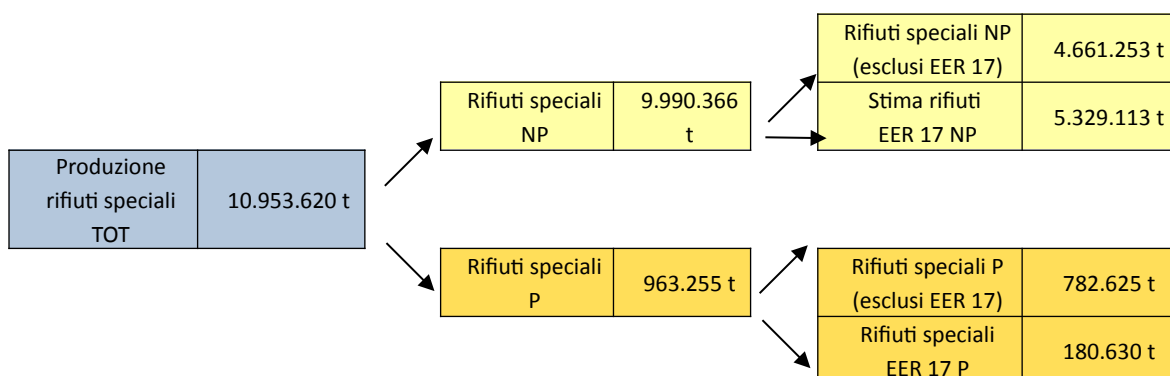 Rifiuti speciali NP
(esclusi EER 17)
4.661.253 t
Stima rifiuti
EER 17 NP
5.329.113 t
Rifiuti speciali
NP
9.990.366
t
Produzione
rifiuti speciali
TOT
10.953.620 t
Rifiuti speciali
P
963.255 t
Rifiuti speciali P
(esclusi EER 17)
782.625 t
Rifiuti speciali
EER 17 P
180.630 t